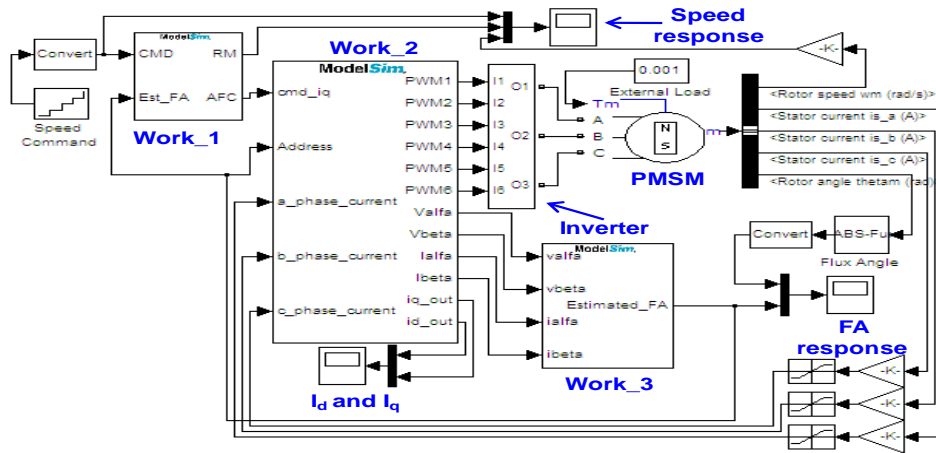 Speed
response
Convert
ModelSim
CMD
RM
Est_FA
AFC
Work_1
Speed
Command
Work_2
ModelSim
cmd_iq
Address
a_phase_current
b_phase_current
c_phase_current
PWM1
PWM2
PWM3
PWM4
PWM5
PWM6
Valfa
Vbeta
Ialfa
Ibeta
iq_out
id_out
I1
I2
I3
I4
I5
I6
O1
O2
O3
Inverter
0.001
External Load
Tm
A
B
C
N
S
m
PMSM
-K-
<Rotor speed wm (rad/s)>
<Stator current is_a (A)>
<Stator current is_b (A)>
<Stator current is_c (A)>
<Rotor angle thetam (rad)
Convert
ABS-Fu
Flux Angle
ModelSim
valfa
vbeta
ialfa
ibeta
Estimated_FA
Work_3
FA
response
Id and Iq
-K-
-K-
-K-